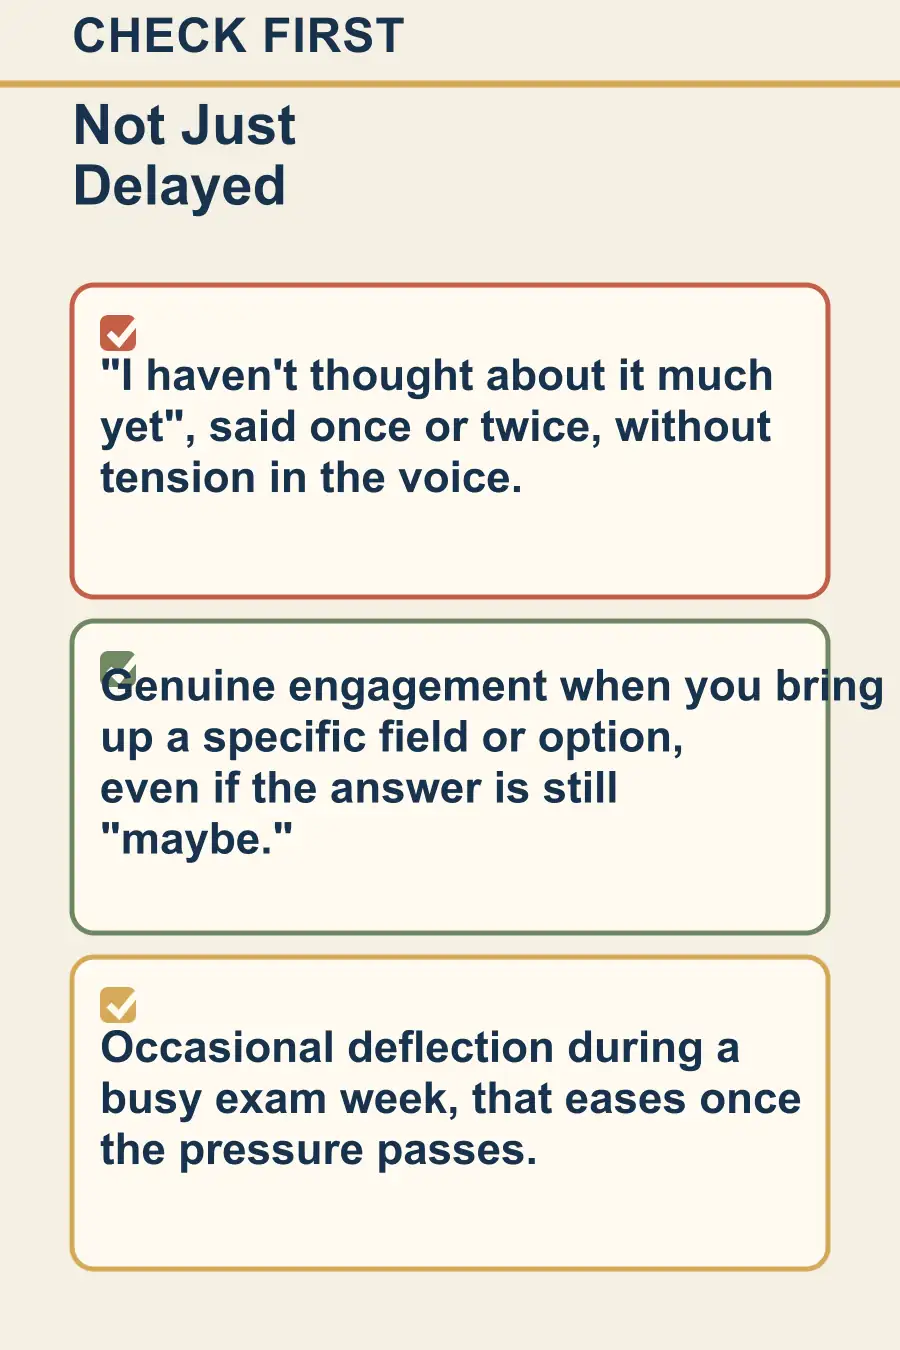 CHECK FIRST
Not Just
Delayed
"I haven't thought about it much
yet", said once or twice, without
tension in the voice.
Genuine engagement when you bring
up a specific field or option,
even if the answer is still
"maybe."
Occasional deflection during a
busy exam week, that eases once
the pressure passes.